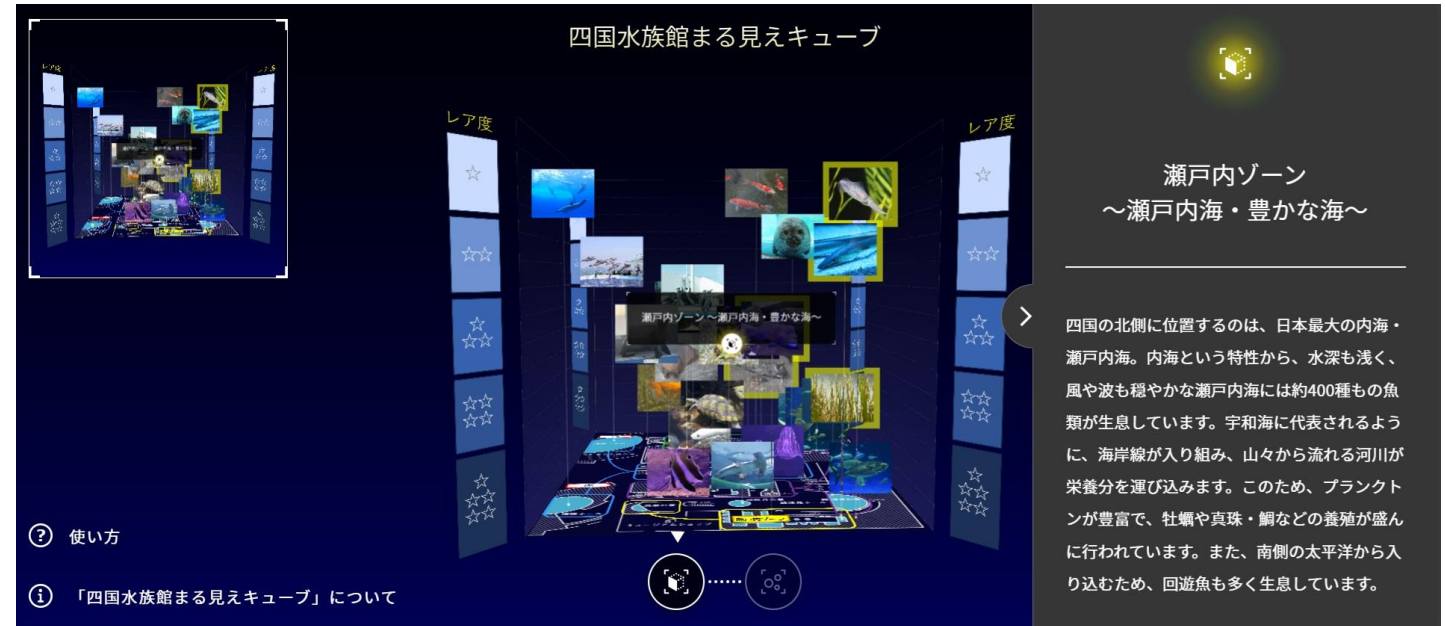 四国水族館まる見えキューブ
レア度
レア度
☆
☆
☆☆
☆☆
☆
☆☆
☆
☆☆
☆☆
☆☆
☆☆
☆☆
☆
☆☆
☆☆
☆
☆☆
☆☆
瀬戸内ゾーン ～瀬戸内海・豊かな海～
使い方
「四国水族館まる見えキューブ」について
瀬戸内ゾーン
～瀬戸内海・豊かな海～
四国の北側に位置するのは、日本最大の内海・
瀬戸内海。内海という特性から、水深も浅く、
風や波も穏やかな瀬戸内海には約400種もの魚
類が生息しています。宇和海に代表されるよう
に、海岸線が入り組み、山々から流れる河川が
栄養分を運び込みます。このため、プランクト
ンが豊富で、牡蠣や真珠・鯛などの養殖が盛ん
に行われています。また、南側の太平洋から入
り込むため、回遊魚も多く生息しています。